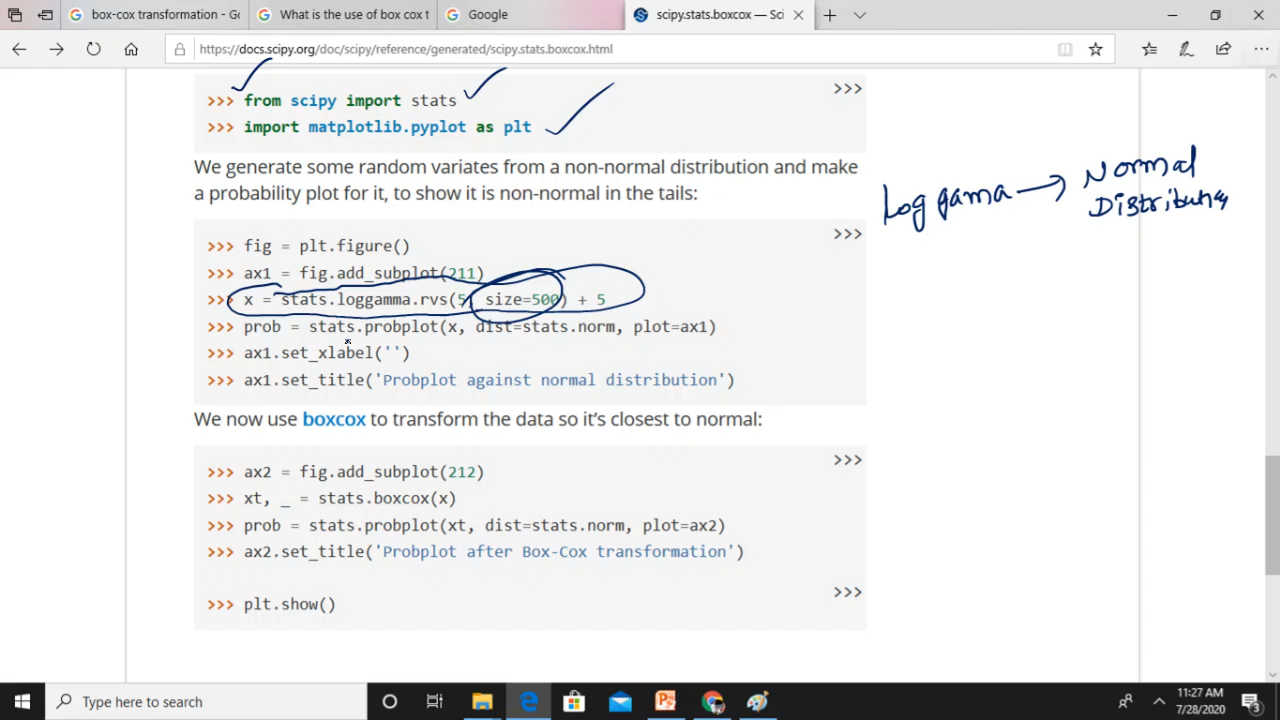 box-cox transformation - Go
What is the use of box cox t
Google
scipy.stats.boxcox — Sci
https://docs.scipy.org/doc/scipy/reference/generated/scipy.stats.boxcox.html
>>>
>>> from scipy import stats
>>> import matplotlib.pyplot as plt
We generate some random variates from a non-normal distribution and make
a probability plot for it, to show it is non-normal in the tails:
Log gama → Normal
Distribution
>>>
>>> fig = plt.figure()
>>> ax1 = fig.add_subplot(211)
>>> x = stats.loggamma.rvs(5, size=500) + 5
>>> prob = stats.probplot(x, dist=stats.norm, plot=ax1)
>>> ax1.set_xlabel('')
>>> ax1.set_title('Probplot against normal distribution')
We now use boxcox to transform the data so it's closest to normal:
>>>
>>> ax2 = fig.add_subplot(212)
>>> xt, _ = stats.boxcox(x)
>>> prob = stats.probplot(xt, dist=stats.norm, plot=ax2)
>>> ax2.set_title('Probplot after Box-Cox transformation')
>>>
>>> plt.show()
Type here to search
11:27 AM
7/28/2020
3